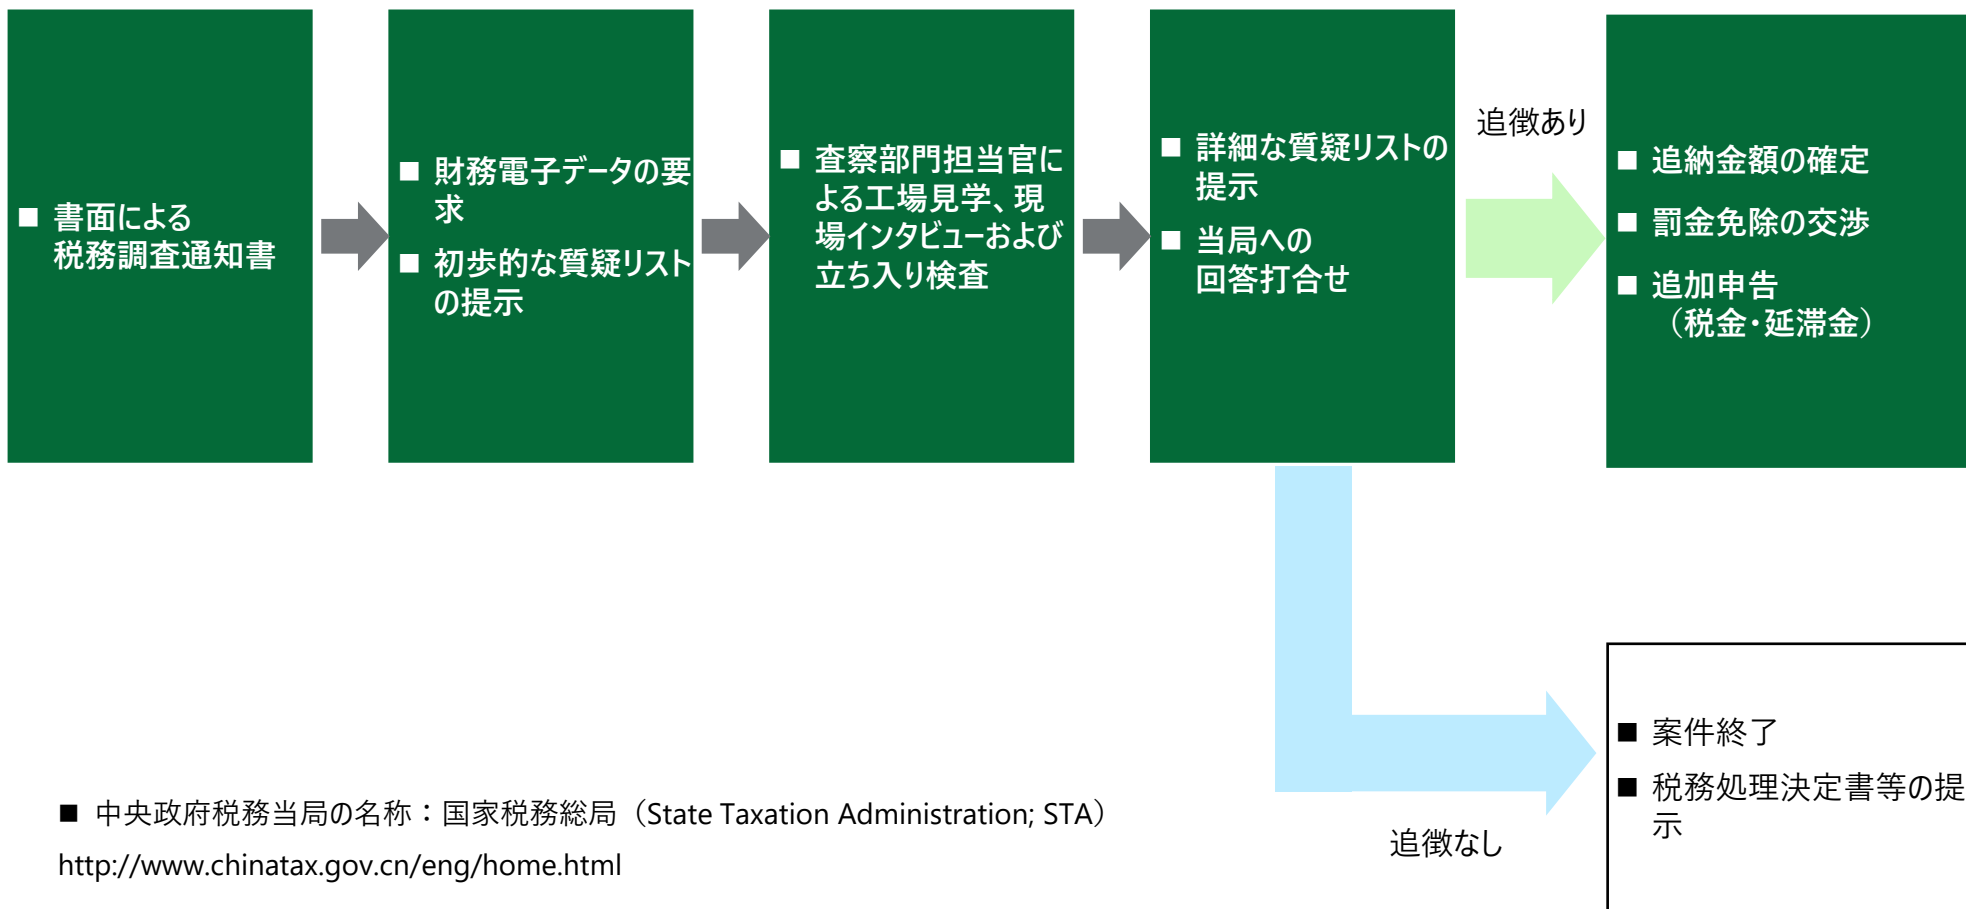 ■ 書面による
税務調査通知書
■ 財務電子データの要
求
■ 初歩的な質疑リスト
の提示
■ 査察部門担当官に
よる工場見学、現
場インタビューおよび
立ち入り検査
■ 詳細な質疑リストの
提示
■ 当局への
回答打合せ
追徴あり
■ 追納金額の確定
■ 罰金免除の交渉
■ 追加申告
（税金・延滞金）
追徴なし
■ 案件終了
■ 税務処理決定書等の提
示
■ 中央政府税務当局の名称：国家税務総局（State Taxation Administration; STA）
http://www.chinatax.gov.cn/eng/home.html